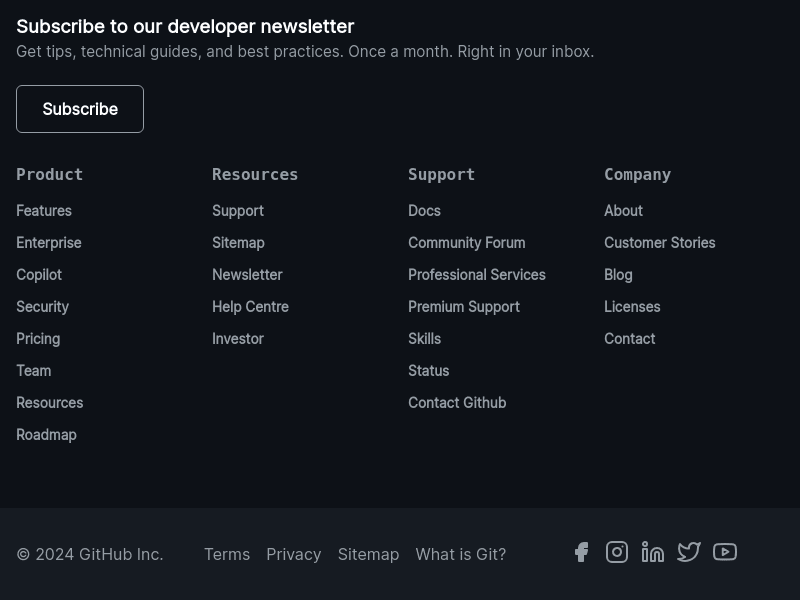 Subscribe to our developer newsletter
Get tips, technical guides, and best practices. Once a month. Right in your inbox.
Subscribe
Product
Features
Enterprise
Copilot
Security
Pricing
Team
Resources
Roadmap
Resources
Support
Sitemap
Newsletter
Help Centre
Investor
Support
Docs
Community Forum
Professional Services
Premium Support
Skills
Status
Contact Github
Company
About
Customer Stories
Blog
Licenses
Contact
© 2024 GitHub Inc. Terms Privacy Sitemap What is Git?